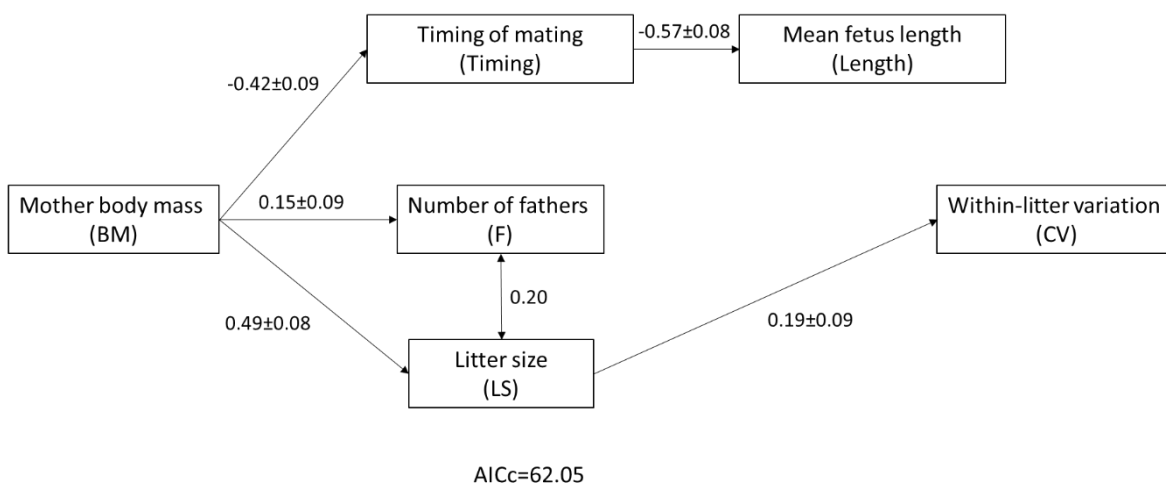 Timing of mating
(Timing)
-0.57±0.08
Mean fetus length
(Length)
-0.42±0.09
Mother body mass
(BM)
0.15±0.09
Number of fathers
(F)
Within-litter variation
(CV)
0.20
0.49±0.08
0.19±0.09
Litter size
(LS)
AICc=62.05